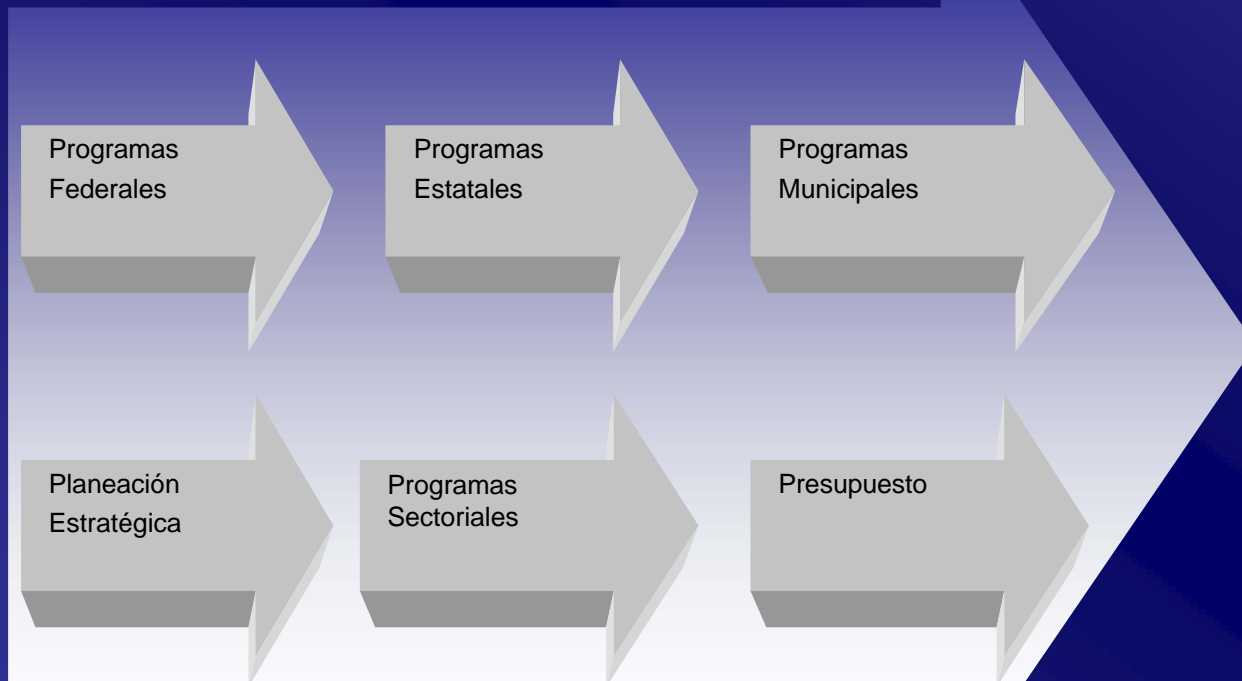 Programas
Federales
Programas
Estatales
Programas
Municipales
Planeación
Estratégica
Programas
Sectoriales
Presupuesto